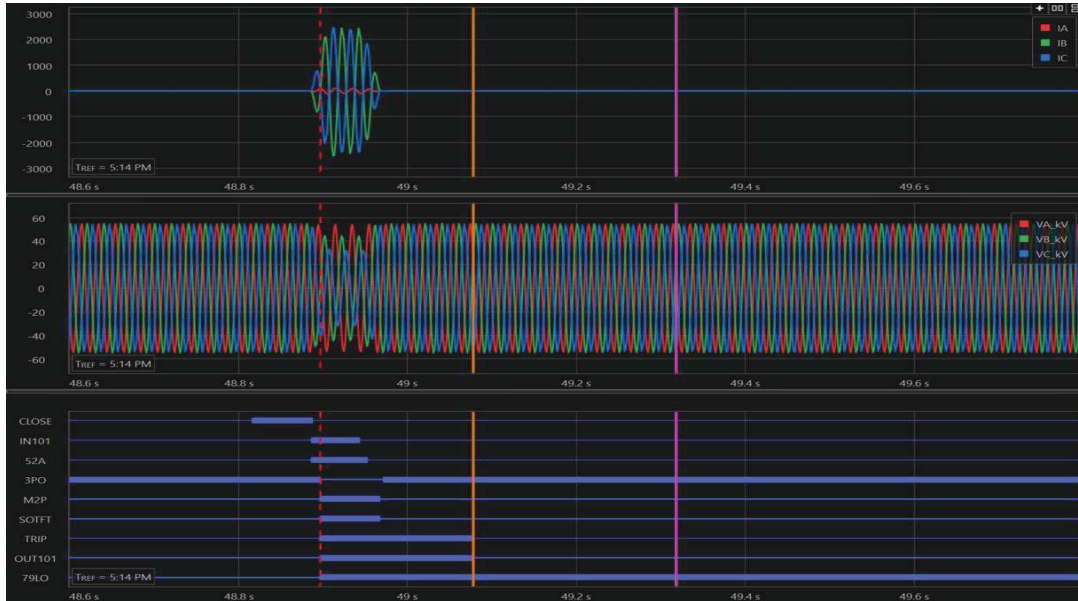 3000
2000
1000
0
-1000
-2000
-3000
IA
IB
IC
TREF = 5:14 PM
48.6 s 48.8 s 49 s 49.2 s 49.4 s 49.6 s
60
40
20
0
-20
-40
-60
VA_kV
VB_kV
VC_kV
TREF = 5:14 PM
48.6 s 48.8 s 49 s 49.2 s 49.4 s 49.6 s
CLOSE
IN101
52A
3PO
M2P
SOTFT
TRIP
OUT101
79LO TREF = 5:14 PM
48.6 s 48.8 s 49 s 49.2 s 49.4 s 49.6 s